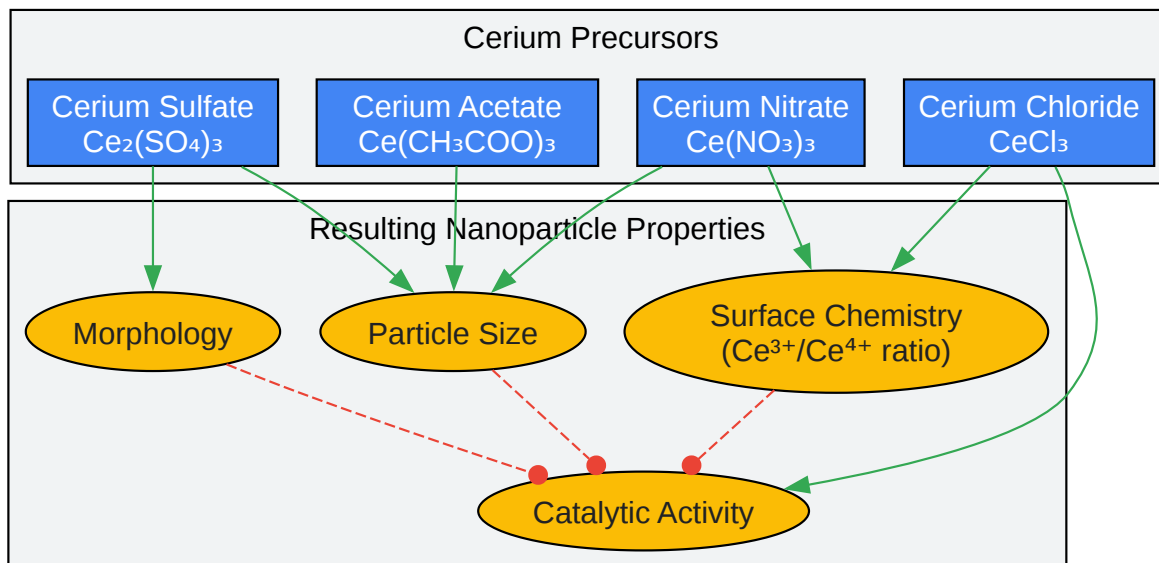 Cerium Precursors
Cerium Sulfate
Ce₂(SO₄)₃
Cerium Acetate
Ce(CH₃COO)₃
Cerium Nitrate
Ce(NO₃)₃
Cerium Chloride
CeCl₃
Resulting Nanoparticle Properties
Morphology
Particle Size
Surface Chemistry
(Ce³⁺/Ce⁴⁺ ratio)
Catalytic Activity